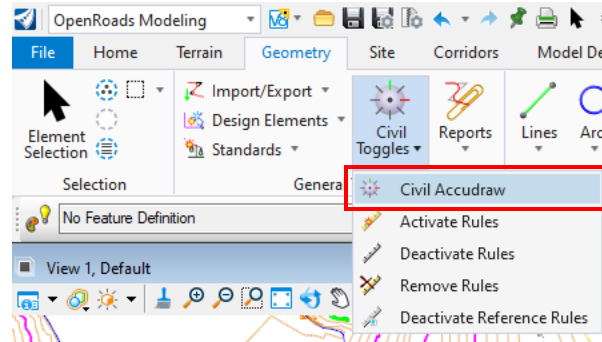 OpenRoads Modeling
File Home Terrain Geometry Site Corridors Model De
Import/Export
Design Elements
Standards
Element
Selection
Civil
Toggles
Reports
Lines
Arc
Selection
Genera
Civil Accudraw
Activate Rules
Deactivate Rules
Remove Rules
Deactivate Reference Rules
No Feature Definition
View 1, Default